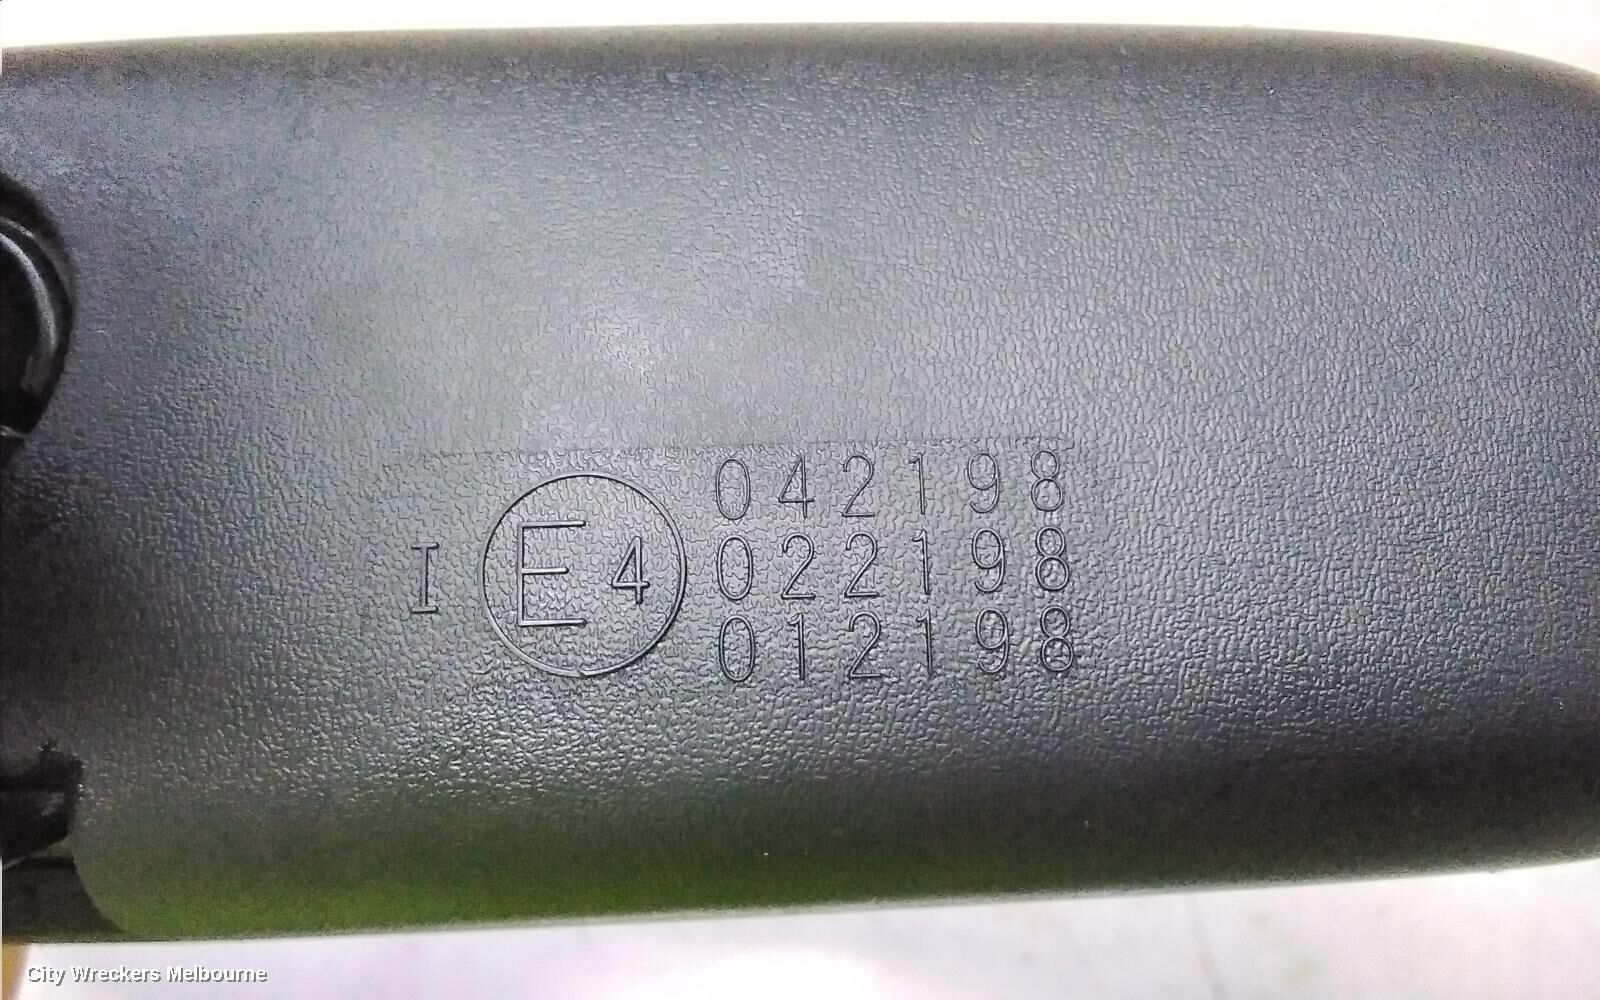 042198
I E4 022198
012198
City Wreckers Melbourne